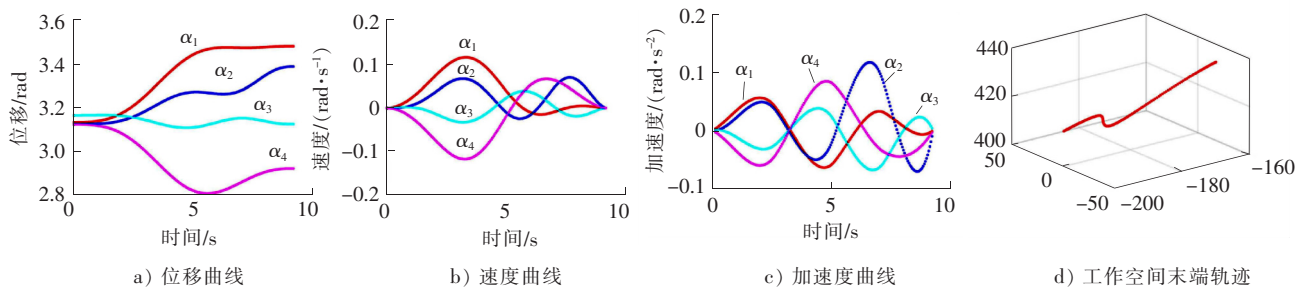 位移/rad
3.6
3.4
3.2
3.0
2.8
0
5
10
α1
α2
α3
α4
时间/s
a) 位移曲线
速度/(rad·s⁻¹)
0.2
0.1
0
−0.1
−0.2
0
5
10
α1
α2
α3
α4
时间/s
b) 速度曲线
加速度/(rad·s⁻²)
0.2
0.1
0
−0.1
0
5
10
α1
α4
α2
α3
时间/s
c) 加速度曲线
440
420
400
50
0
−50
−200
−180
−160
d) 工作空间末端轨迹